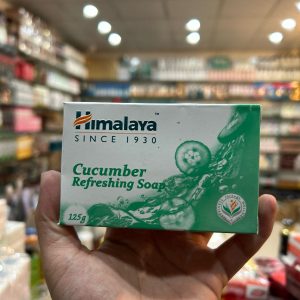 Himalaya
SINCE 1930
Cucumber
Refreshing Soap
125g